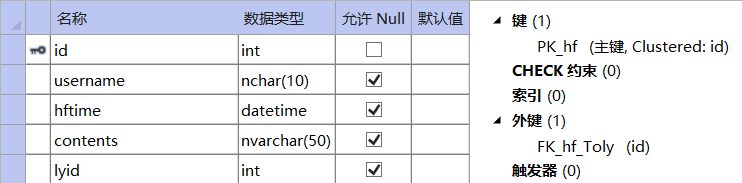 名称 数据类型 允许 Null 默认值
id int
username nchar(10)
hftime datetime
contents nvarchar(50)
lyid int
键 (1)
PK_hf (主键, Clustered: id)
CHECK 约束 (0)
索引 (0)
外键 (1)
FK_hf_Toly (id)
触发器 (0)